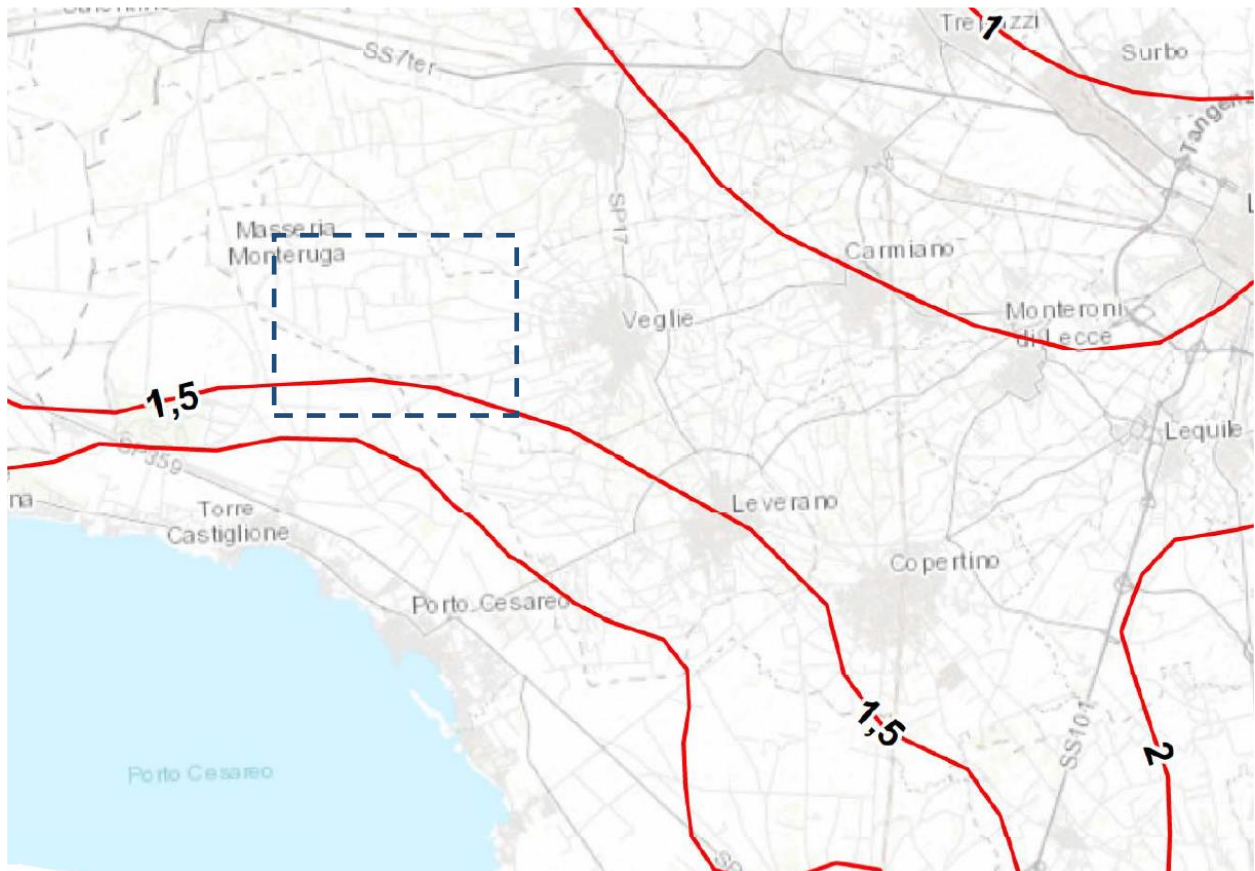 SS7ter
Surbo
1
SP17
Masseria
Monteruga
Carmiano
Veglie
Monteroni
di Lecce
1,5
Lequile
Leverano
Torre
Castiglione
Copertino
Porto Cesareo
1,5
SS101
2
Porto Cesareo